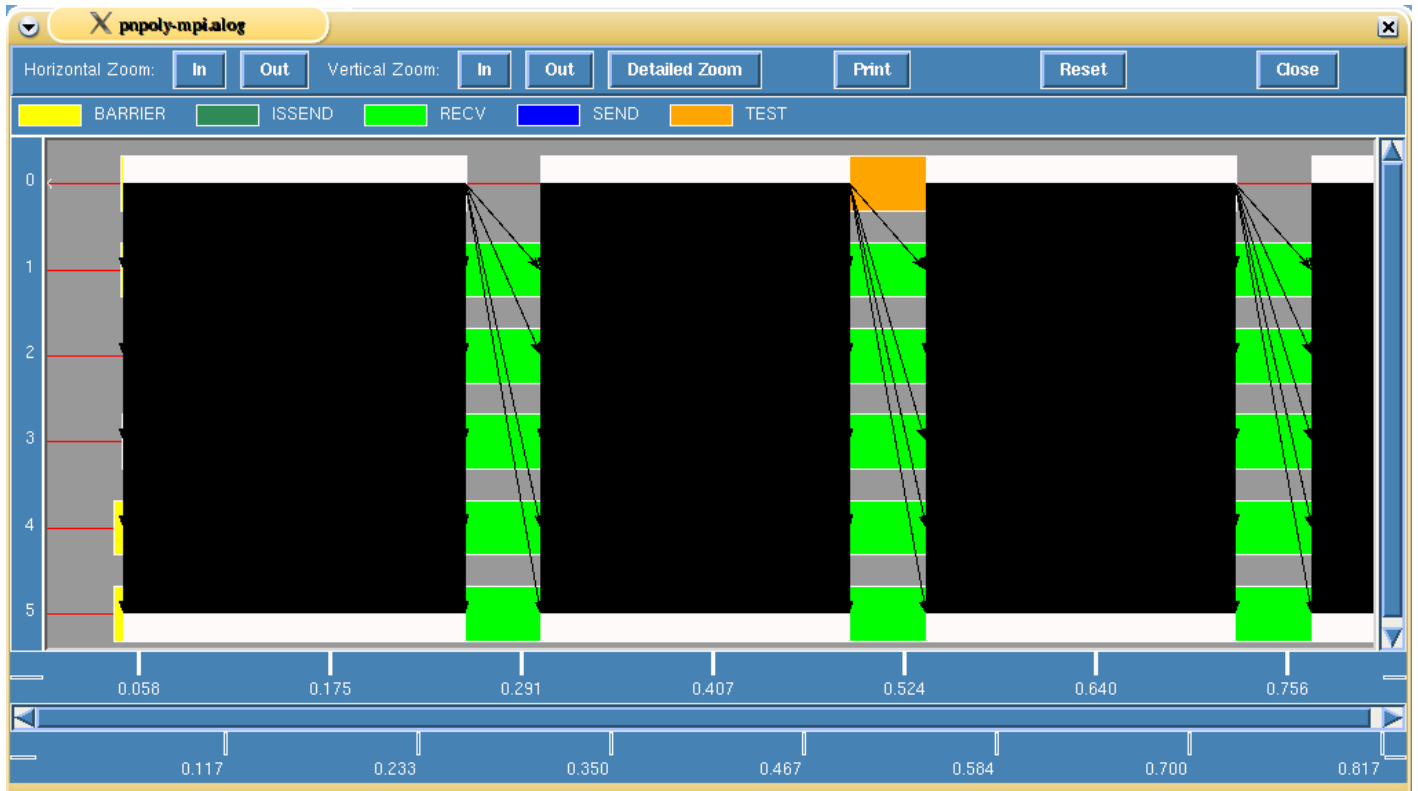 pnpoly-mpi.alog
Horizontal Zoom: In Out Vertical Zoom: In Out Detailed Zoom Print Reset Close
BARRIER ISSEND RECV SEND TEST
0
1
2
3
4
5
0.058 0.175 0.291 0.407 0.524 0.640 0.756
0.117 0.233 0.350 0.467 0.584 0.700 0.817